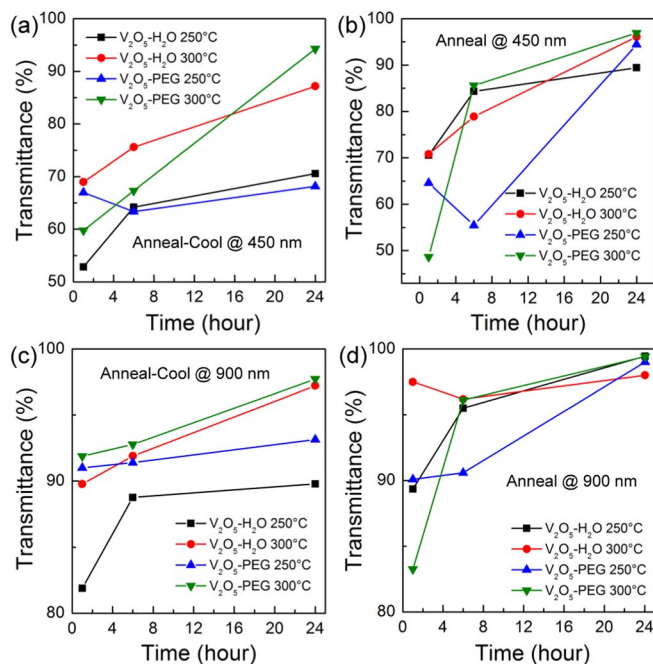 (a)
100
90
80
70
60
50
Transmittance (%)
V₂O₅-H₂O 250°C
V₂O₅-H₂O 300°C
V₂O₅-PEG 250°C
V₂O₅-PEG 300°C
Anneal-Cool @ 450 nm
0 4 8 12 16 20 24
Time (hour)
(b)
100
90
80
70
60
50
Transmittance (%)
Anneal @ 450 nm
V₂O₅-H₂O 250°C
V₂O₅-H₂O 300°C
V₂O₅-PEG 250°C
V₂O₅-PEG 300°C
0 4 8 12 16 20 24
Time (hour)
(c)
100
90
80
Transmittance (%)
Anneal-Cool @ 900 nm
V₂O₅-H₂O 250°C
V₂O₅-H₂O 300°C
V₂O₅-PEG 250°C
V₂O₅-PEG 300°C
0 4 8 12 16 20 24
Time (hour)
(d)
100
90
80
Transmittance (%)
Anneal @ 900 nm
V₂O₅-H₂O 250°C
V₂O₅-H₂O 300°C
V₂O₅-PEG 250°C
V₂O₅-PEG 300°C
0 4 8 12 16 20 24
Time (hour)